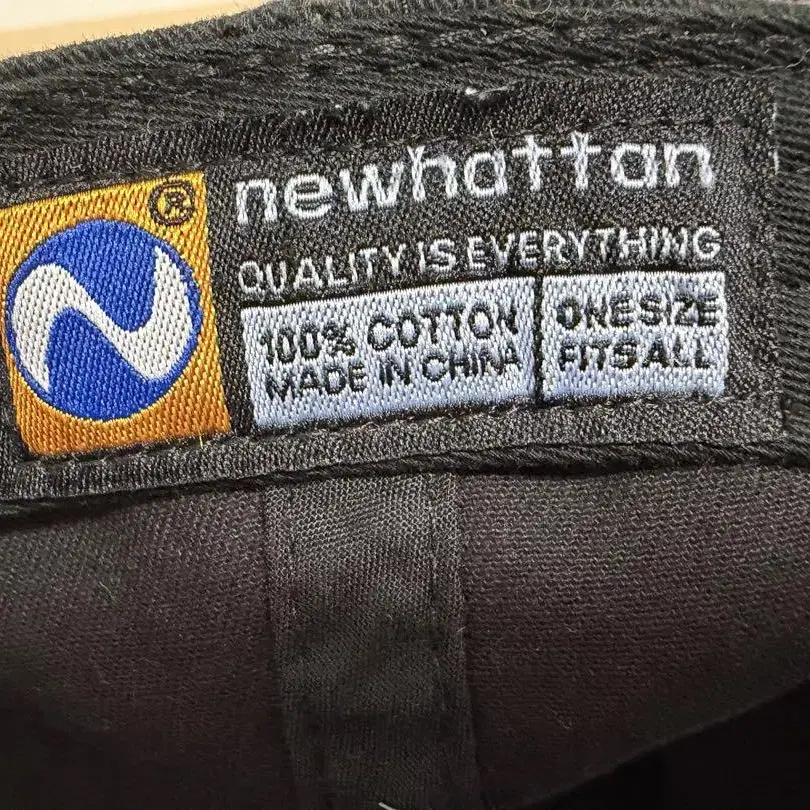 ®
newhattan
QUALITY IS EVERYTHING
100% COTTON
MADE IN CHINA
ONE SIZE
FITS ALL